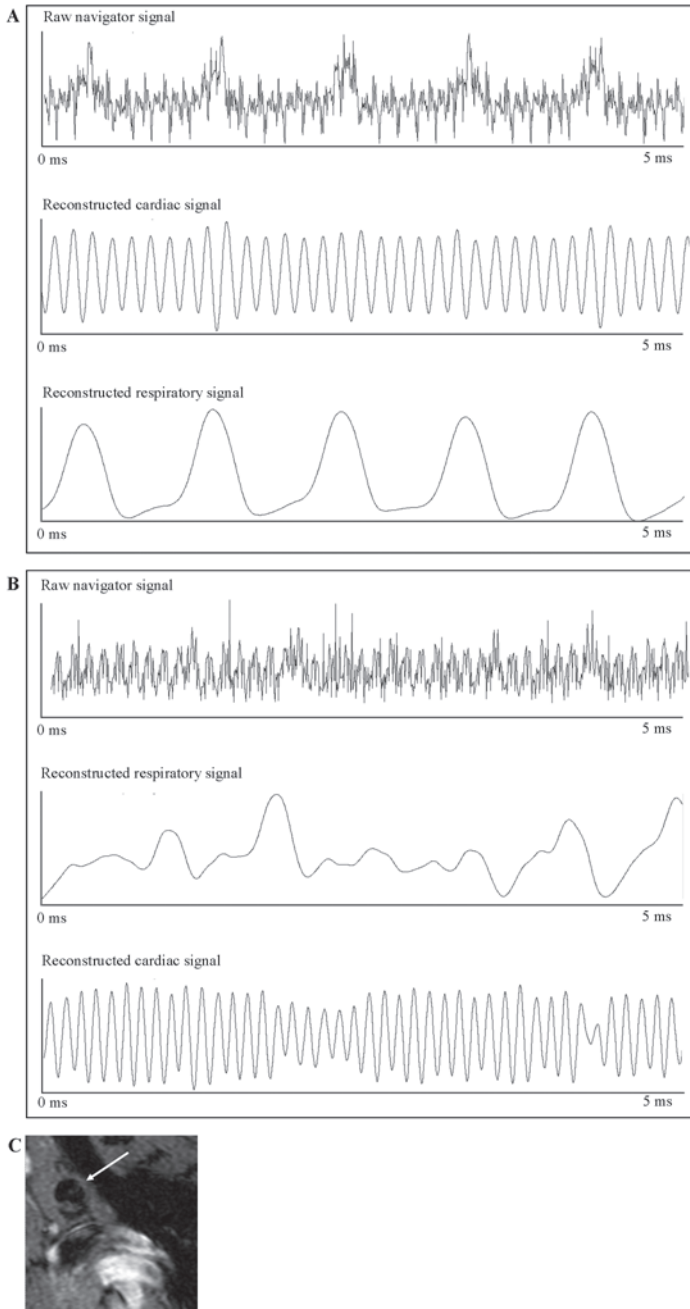 A
Raw navigator signal
0 ms 5 ms
Reconstructed cardiac signal
0 ms 5 ms
Reconstructed respiratory signal
0 ms 5 ms
B
Raw navigator signal
0 ms 5 ms
Reconstructed respiratory signal
0 ms 5 ms
Reconstructed cardiac signal
0 ms 5 ms
C